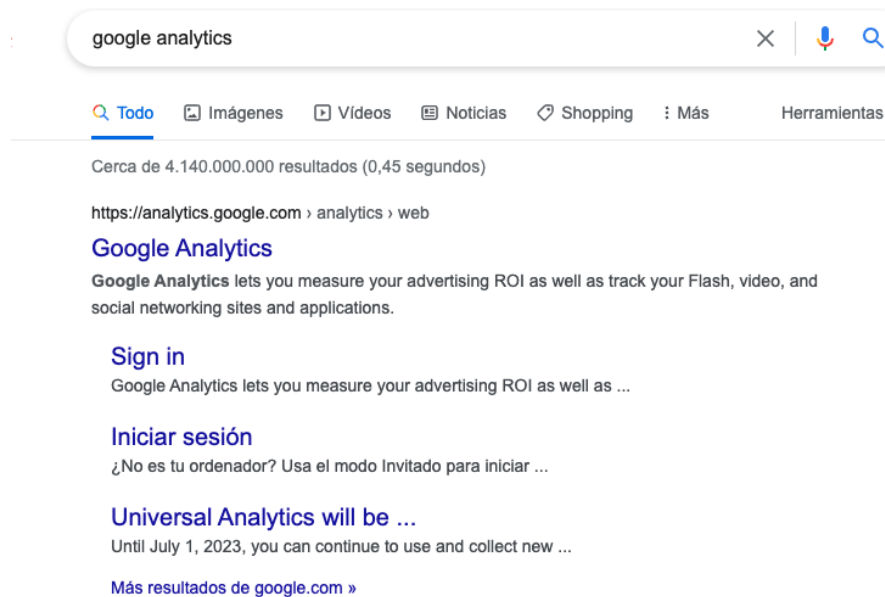 google analytics
Todo Imágenes Vídeos Noticias Shopping Más Herramientas
Cerca de 4.140.000.000 resultados (0,45 segundos)
https://analytics.google.com › analytics › web
Google Analytics
Google Analytics lets you measure your advertising ROI as well as track your Flash, video, and
social networking sites and applications.
Sign in
Google Analytics lets you measure your advertising ROI as well as ...
Iniciar sesión
¿No es tu ordenador? Usa el modo Invitado para iniciar ...
Universal Analytics will be ...
Until July 1, 2023, you can continue to use and collect new ...
Más resultados de google.com »